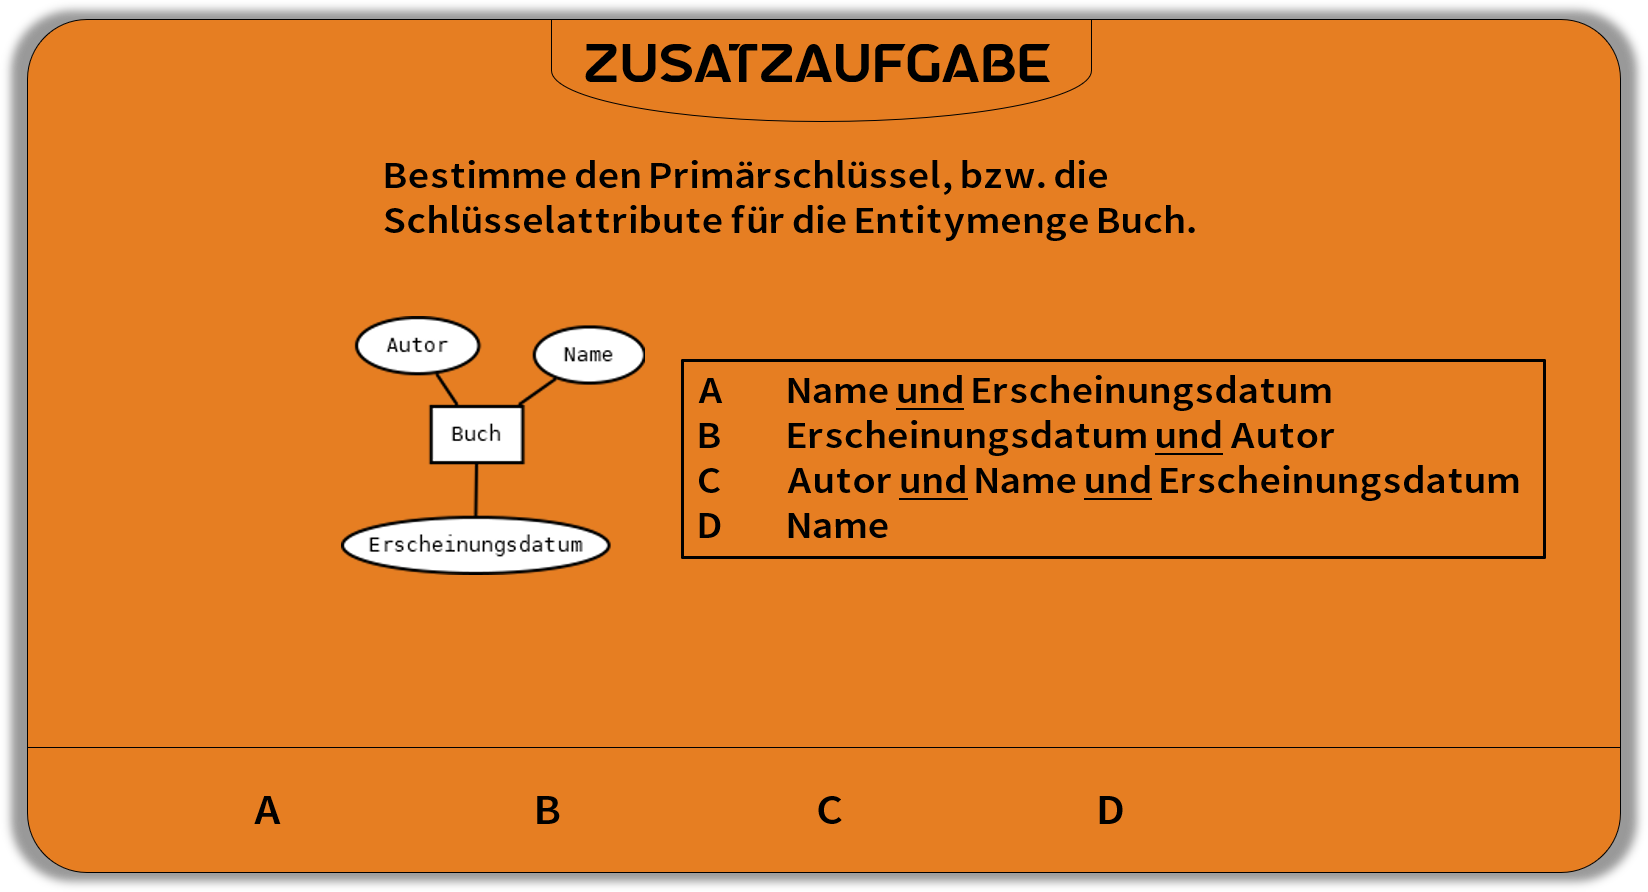 ZUSATZAUFGABE
Bestimme den Primärschlüssel, bzw. die
Schlüsselattribute für die Entitymenge Buch.
Autor
Name
Buch
Erscheinungsdatum
A Name und Erscheinungsdatum
B Erscheinungsdatum und Autor
C Autor und Name und Erscheinungsdatum
D Name
A B C D